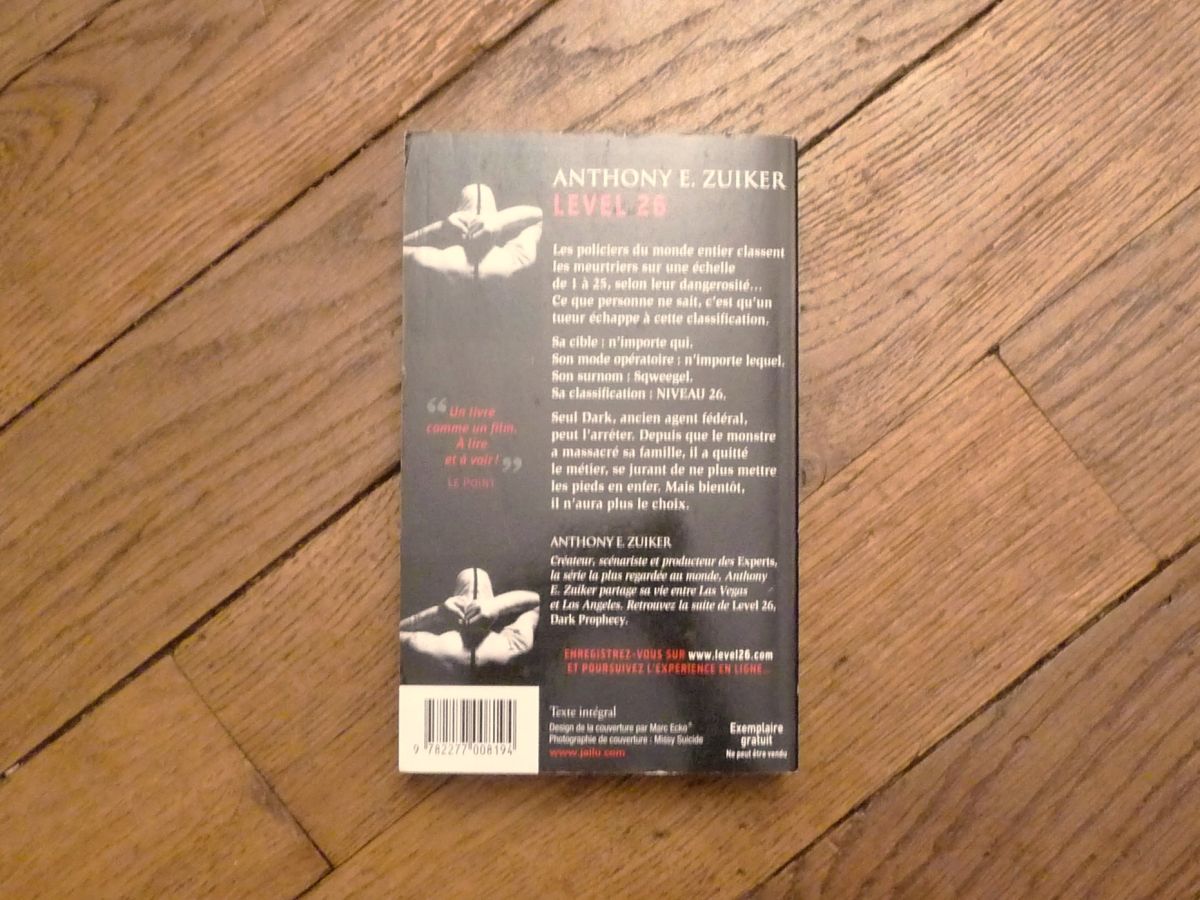 ANTHONY E. ZUIKER
LEVEL 26
Les policiers du monde entier classent
les meurtriers sur une échelle
de 1 à 25, selon leur dangerosité...
Ce que personne ne sait, c'est qu'un
tueur échappe à cette classification.
Sa cible : n'importe qui.
Son mode opératoire : n'importe lequel.
Son surnom : Sqweegel.
Sa classification : NIVEAU 26.
Seul Dark, ancien agent fédéral,
peut l'arrêter. Depuis que le monstre
a massacré sa famille, il a quitté
le métier, se jurant de ne plus mettre
les pieds en enfer. Mais bientôt,
il n'aura plus le choix.
“Un livre
comme un film.
À lire
et à voir !”
LE POINT
ANTHONY E. ZUIKER
Créateur, scénariste et producteur des Experts,
la série la plus regardée au monde, Anthony
E. Zuiker partage sa vie entre Las Vegas
et Los Angeles. Retrouvez la suite de Level 26,
Dark Prophecy.
ENREGISTREZ-VOUS SUR www.level26.com
ET POURSUIVEZ L'EXPÉRIENCE EN LIGNE...
Texte intégral
Design de la couverture par Marc Ecko®
Photographie de couverture : Missy Suicide
www.jailu.com
Exemplaire
gratuit
Ne peut être vendu
9 782277 008194